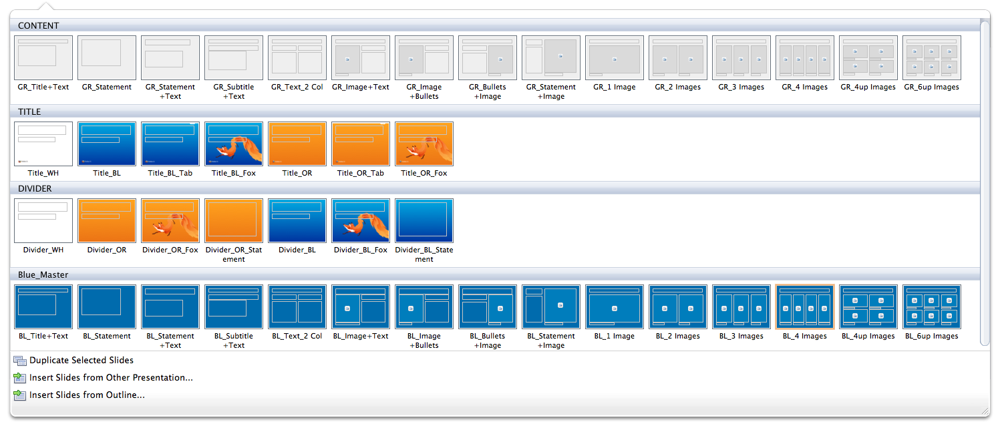 CONTENT
GR_Title+Text GR_Statement GR_Statement GR_Subtitle GR_Text_2 Col GR_Image+Text GR_Image GR_Bullets GR_Statement GR_1 Image GR_2 Images GR_3 Images GR_4 Images GR_4up Images GR_6up Images
+Text +Text +Bullets +Image +Image
TITLE
Title_WH Title_BL Title_BL_Tab Title_BL_Fox Title_OR Title_OR_Tab Title_OR_Fox
DIVIDER
Divider_WH Divider_OR Divider_OR_Fox Divider_OR_Stat Divider_BL Divider_BL_Fox Divider_BL_State
ement ment
Blue_Master
BL_Title+Text BL_Statement BL_Statement BL_Subtitle BL_Text_2 Col BL_Image+Text BL_Image BL_Bullets BL_Statement BL_1 Image BL_2 Images BL_3 Images BL_4 Images BL_4up Images BL_6up Images
+Text +Text +Bullets +Image +Image
Duplicate Selected Slides
Insert Slides from Other Presentation...
Insert Slides from Outline...